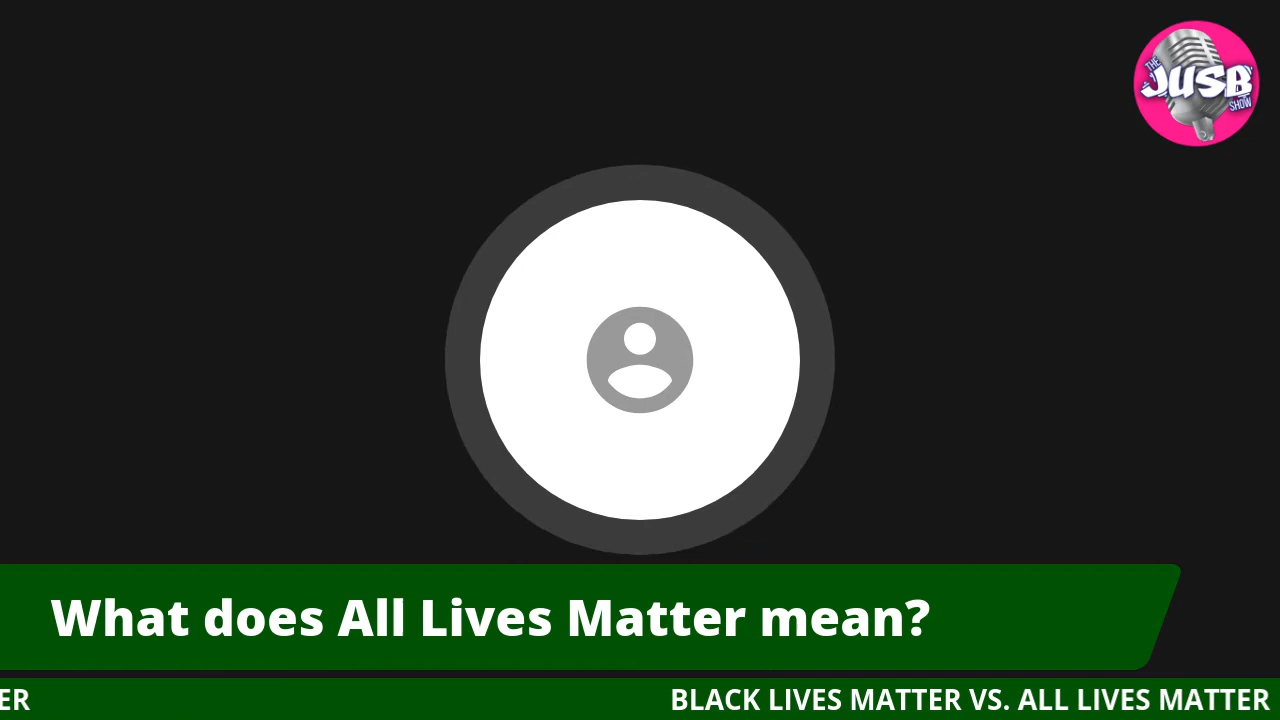 THE
JUSB
SHOW
What does All Lives Matter mean?
ER
BLACK LIVES MATTER VS. ALL LIVES MATTER